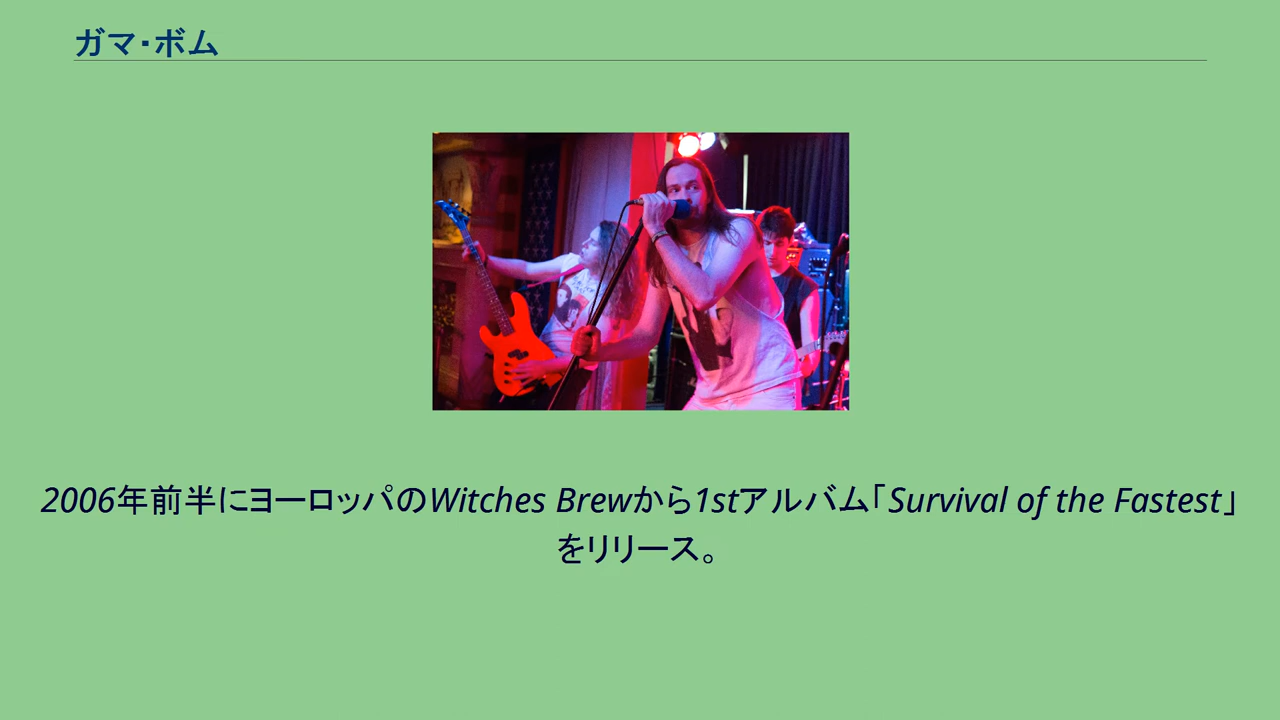 ガマ・ボム
2006年前半にヨーロッパのWitches Brewから1stアルバム「Survival of the Fastest」
をリリース。